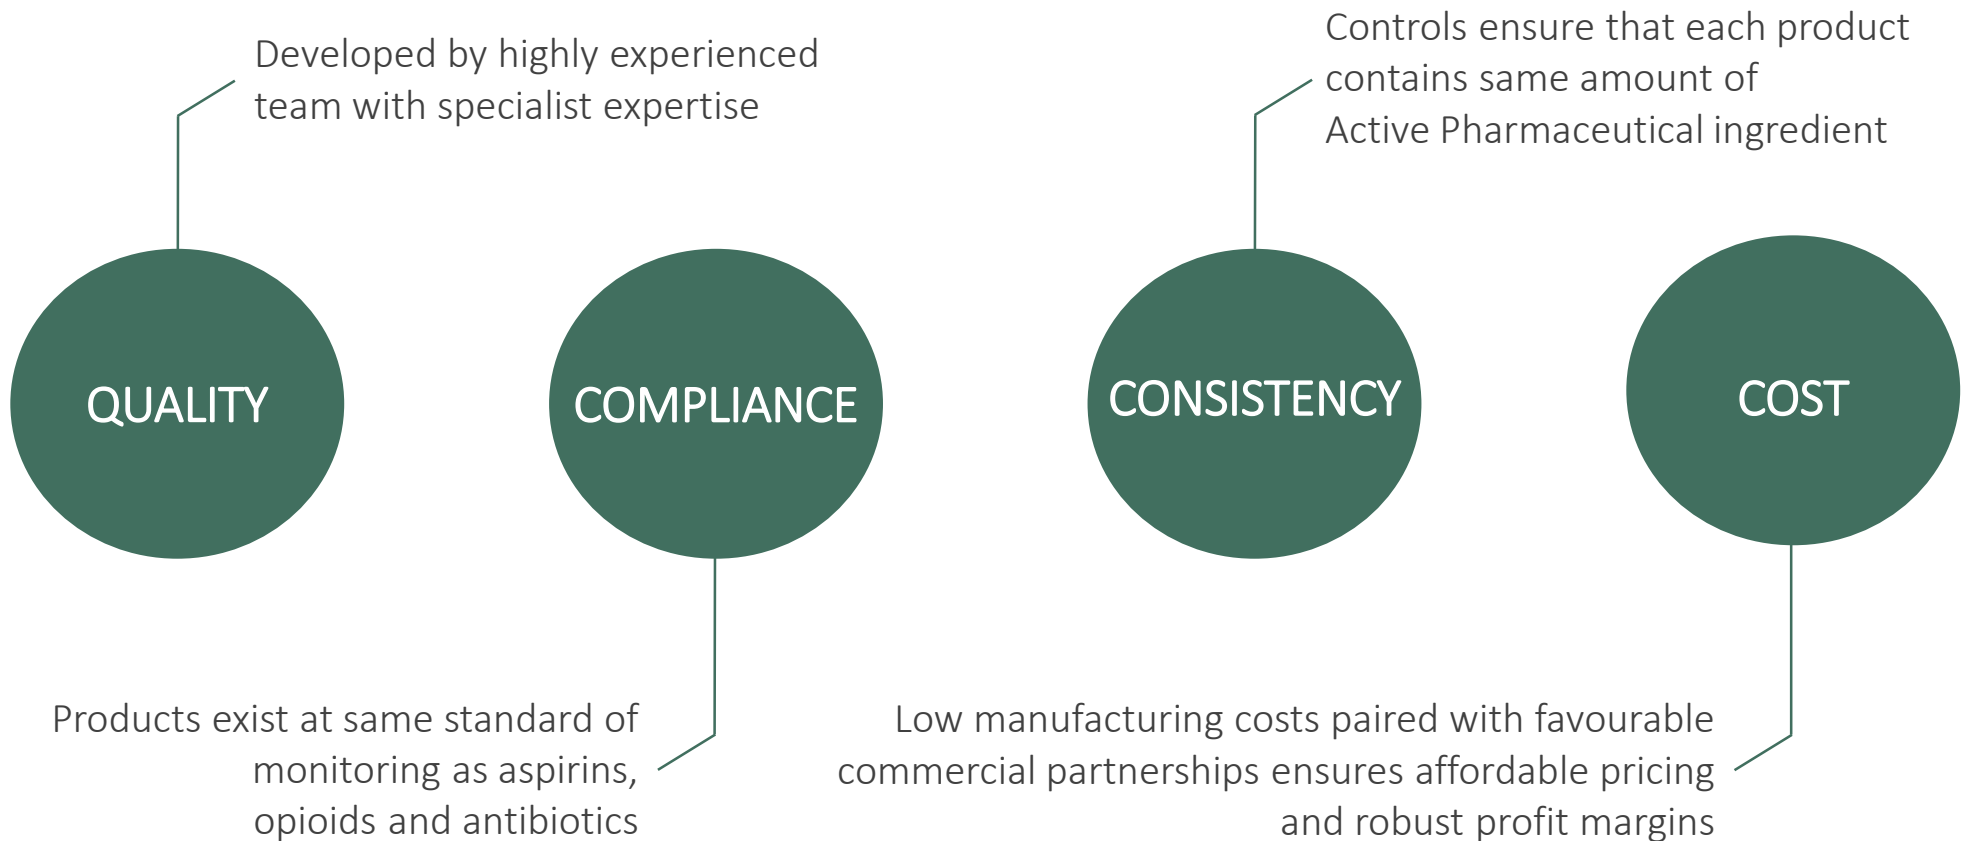 Developed by highly experienced
team with specialist expertise
Controls ensure that each product
contains same amount of
Active Pharmaceutical ingredient
QUALITY
COMPLIANCE
CONSISTENCY
COST
Products exist at same standard of
monitoring as aspirins,
opioids and antibiotics
Low manufacturing costs paired with favourable
commercial partnerships ensures affordable pricing
and robust profit margins